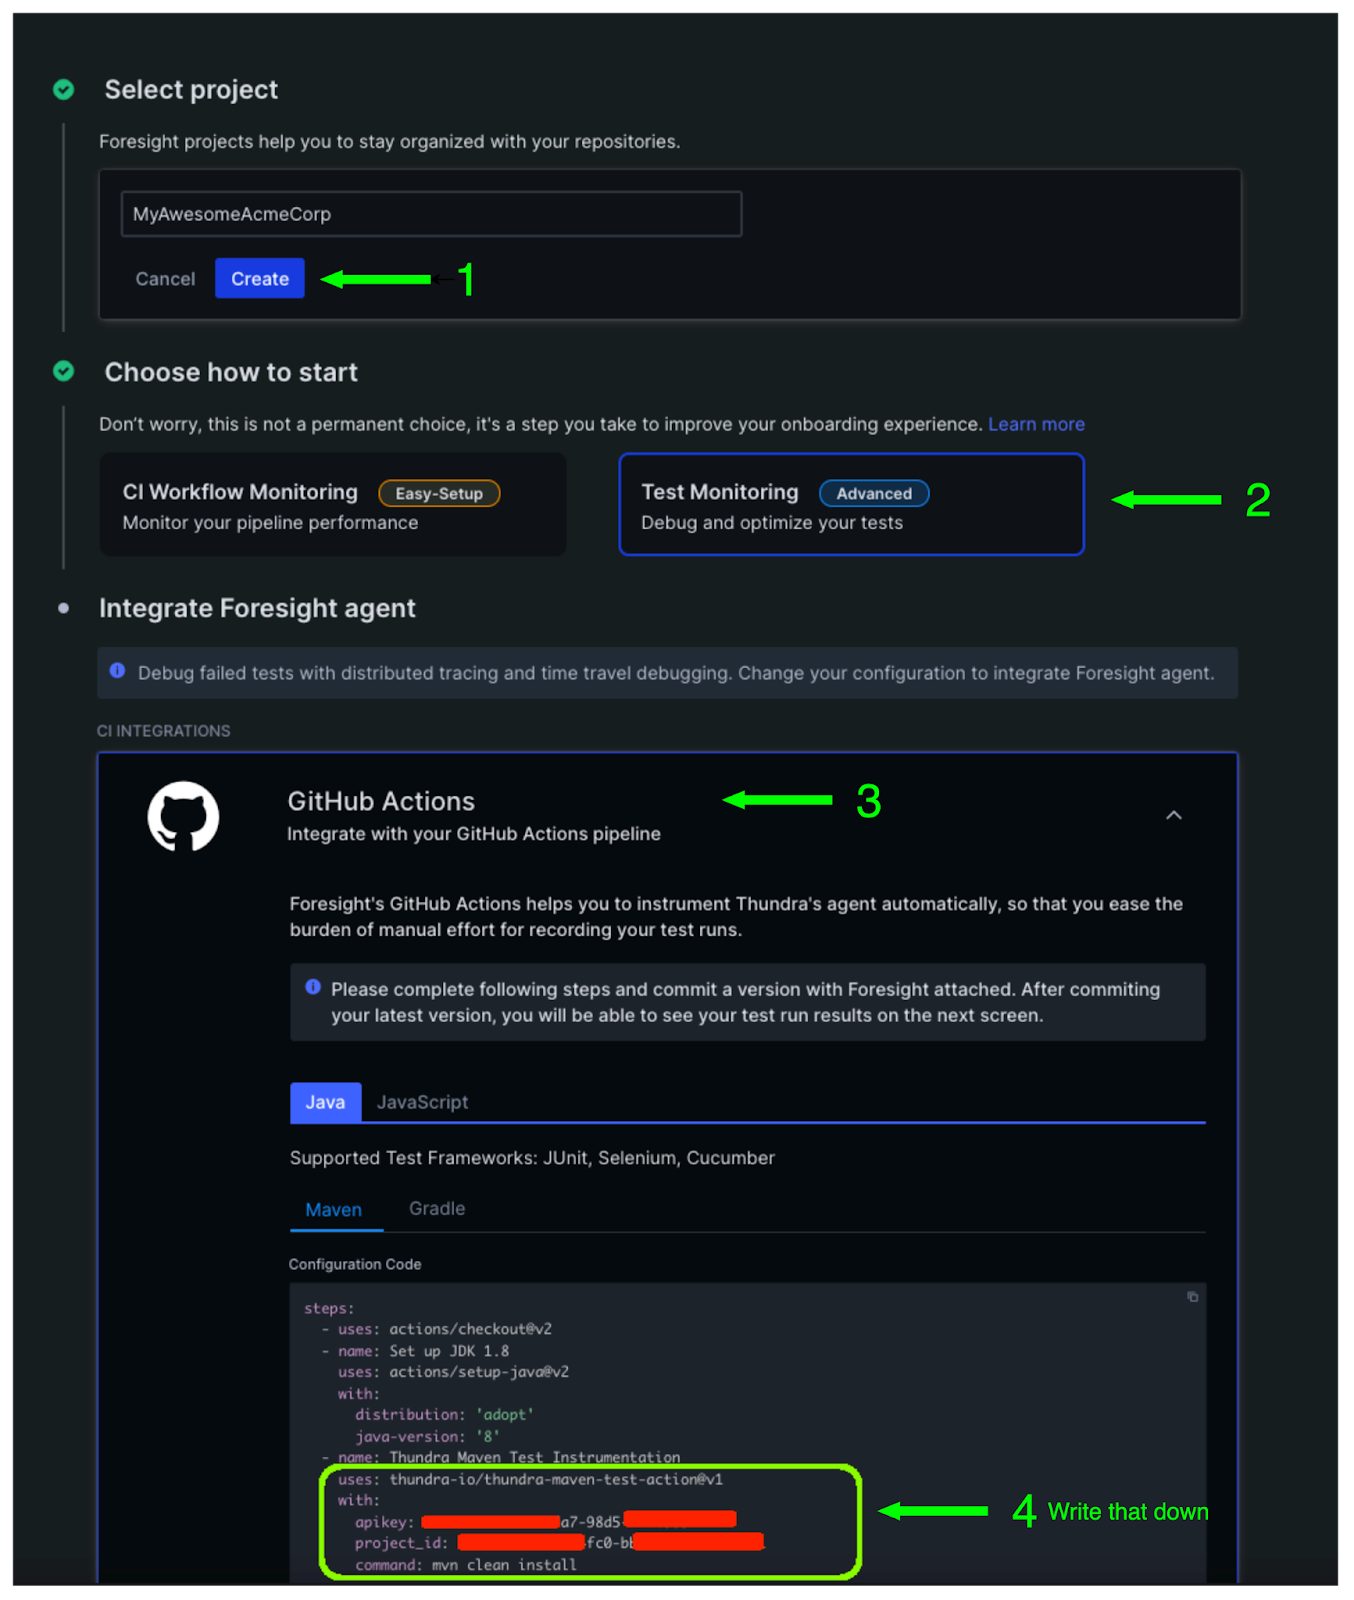 Select project
Foresight projects help you to stay organized with your repositories.
MyAwesomeAcmeCorp
Cancel Create 1
Choose how to start
Don't worry, this is not a permanent choice, it's a step you take to improve your onboarding experience. Learn more
CI Workflow Monitoring Easy-Setup
Monitor your pipeline performance
Test Monitoring Advanced
Debug and optimize your tests
2
Integrate Foresight agent
Debug failed tests with distributed tracing and time travel debugging. Change your configuration to integrate Foresight agent.
CI INTEGRATIONS
GitHub Actions 3
Integrate with your GitHub Actions pipeline
Foresight's GitHub Actions helps you to instrument Thundra's agent automatically, so that you ease the
burden of manual effort for recording your test runs.
Please complete following steps and commit a version with Foresight attached. After commiting
your latest version, you will be able to see your test run results on the next screen.
Java JavaScript
Supported Test Frameworks: JUnit, Selenium, Cucumber
Maven Gradle
Configuration Code
steps:
- uses: actions/checkout@v2
- name: Set up JDK 1.8
uses: actions/setup-java@v2
with:
distribution: 'adopt'
java-version: '8'
- name: Thundra Maven Test Instrumentation
uses: thundra-io/thundra-maven-test-action@v1
with:
apikey: a7-98d5-
project_id: fc0-b
command: mvn clean install
4 Write that down